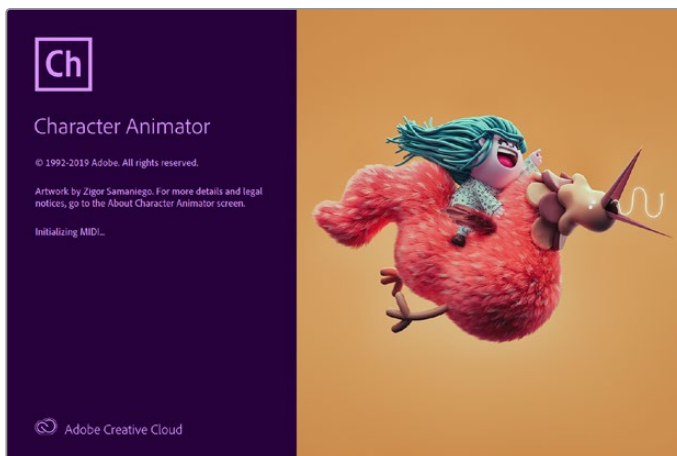 Ch
Character Animator
© 1992-2019 Adobe. All rights reserved.
Artwork by Zigor Samaniego. For more details and legal
notices, go to the About Character Animator screen.
Initializing MIDI...
Adobe Creative Cloud